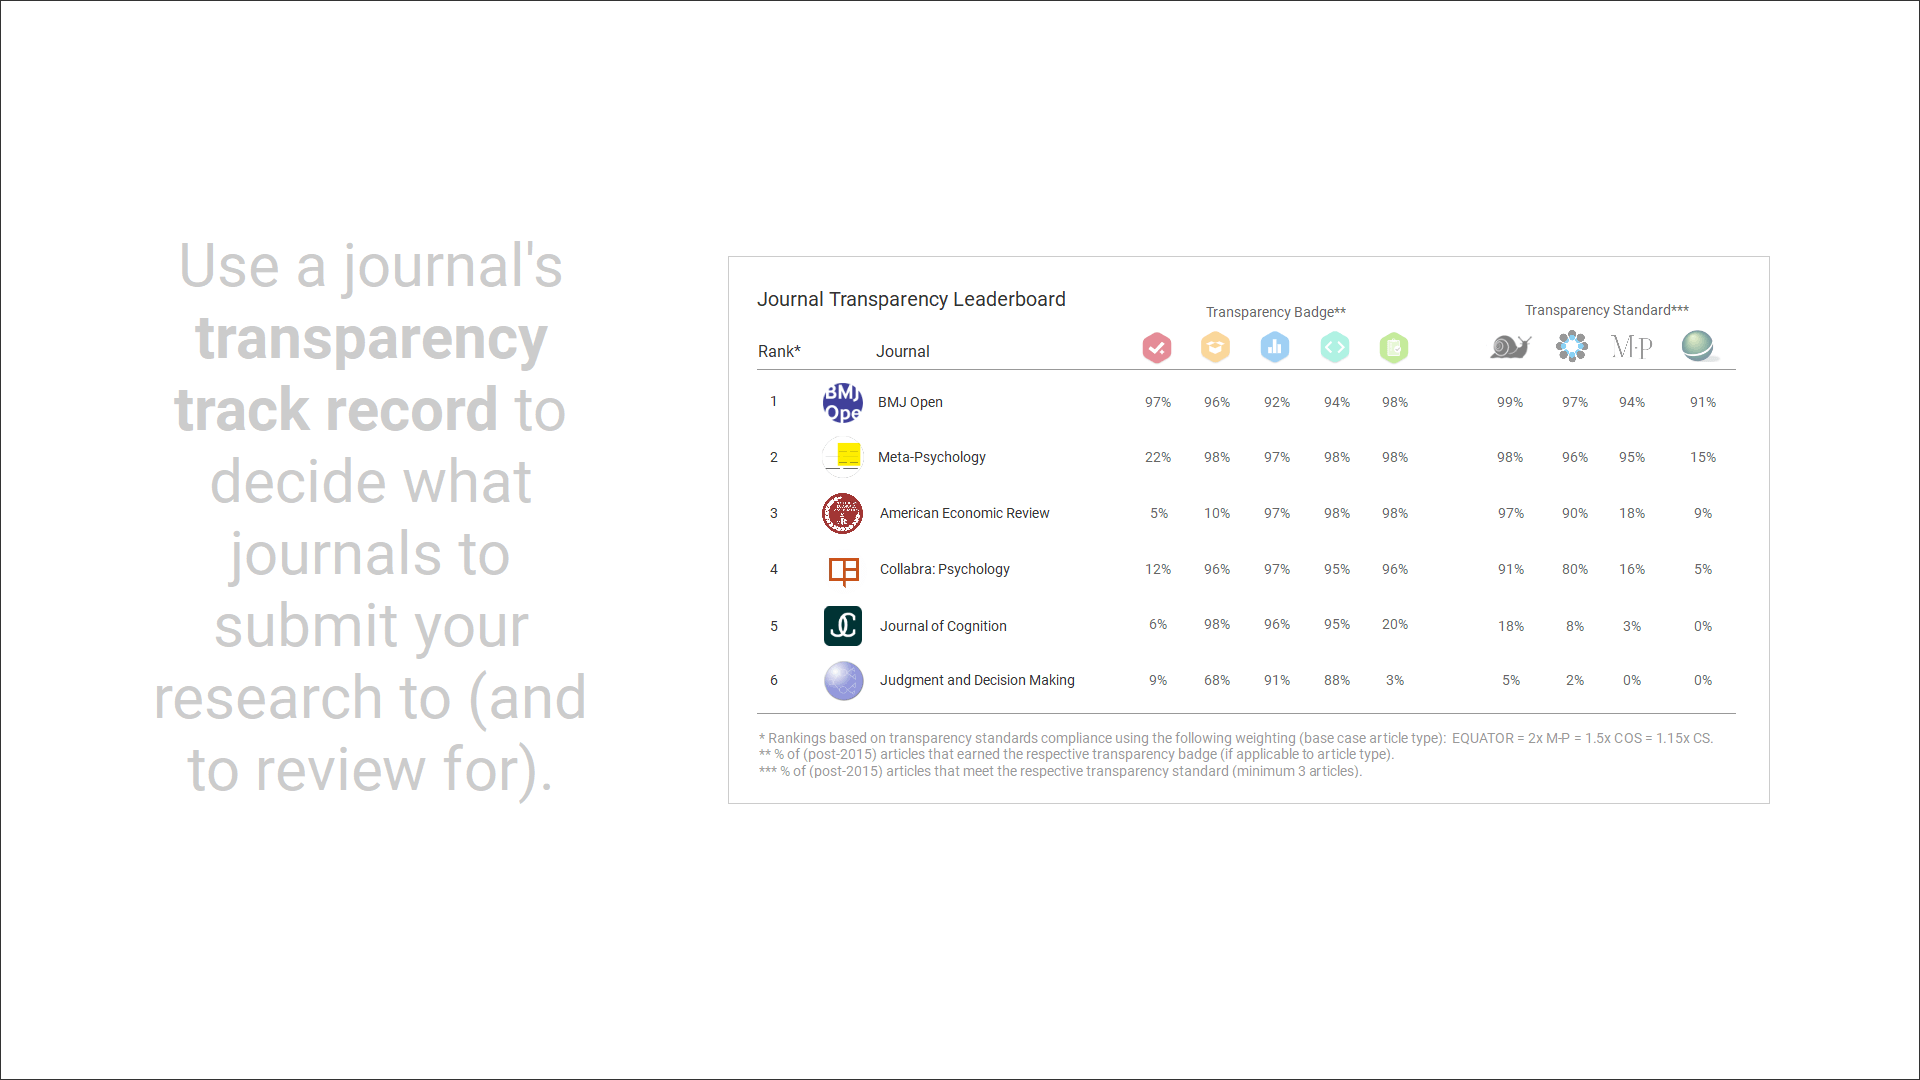 Use a journal's
transparency
track record to
decide what
journals to
submit your
research to (and
to review for).
Journal Transparency Leaderboard
Transparency Badge** Transparency Standard***
Rank* Journal M-P
1 BMJ Ope BMJ Open 97% 96% 92% 94% 98% 99% 97% 94% 91%
2 Meta-Psychology 22% 98% 97% 98% 98% 98% 96% 95% 15%
3 American Economic Review 5% 10% 97% 98% 98% 97% 90% 18% 9%
4 Collabra: Psychology 12% 96% 97% 95% 96% 91% 80% 16% 5%
5 JC Journal of Cognition 6% 98% 96% 95% 20% 18% 8% 3% 0%
6 Judgment and Decision Making 9% 68% 91% 88% 3% 5% 2% 0% 0%
* Rankings based on transparency standards compliance using the following weighting (base case article type): EQUATOR = 2x M-P = 1.5x COS = 1.15x CS.
** % of (post-2015) articles that earned the respective transparency badge (if applicable to article type).
*** % of (post-2015) articles that meet the respective transparency standard (minimum 3 articles).